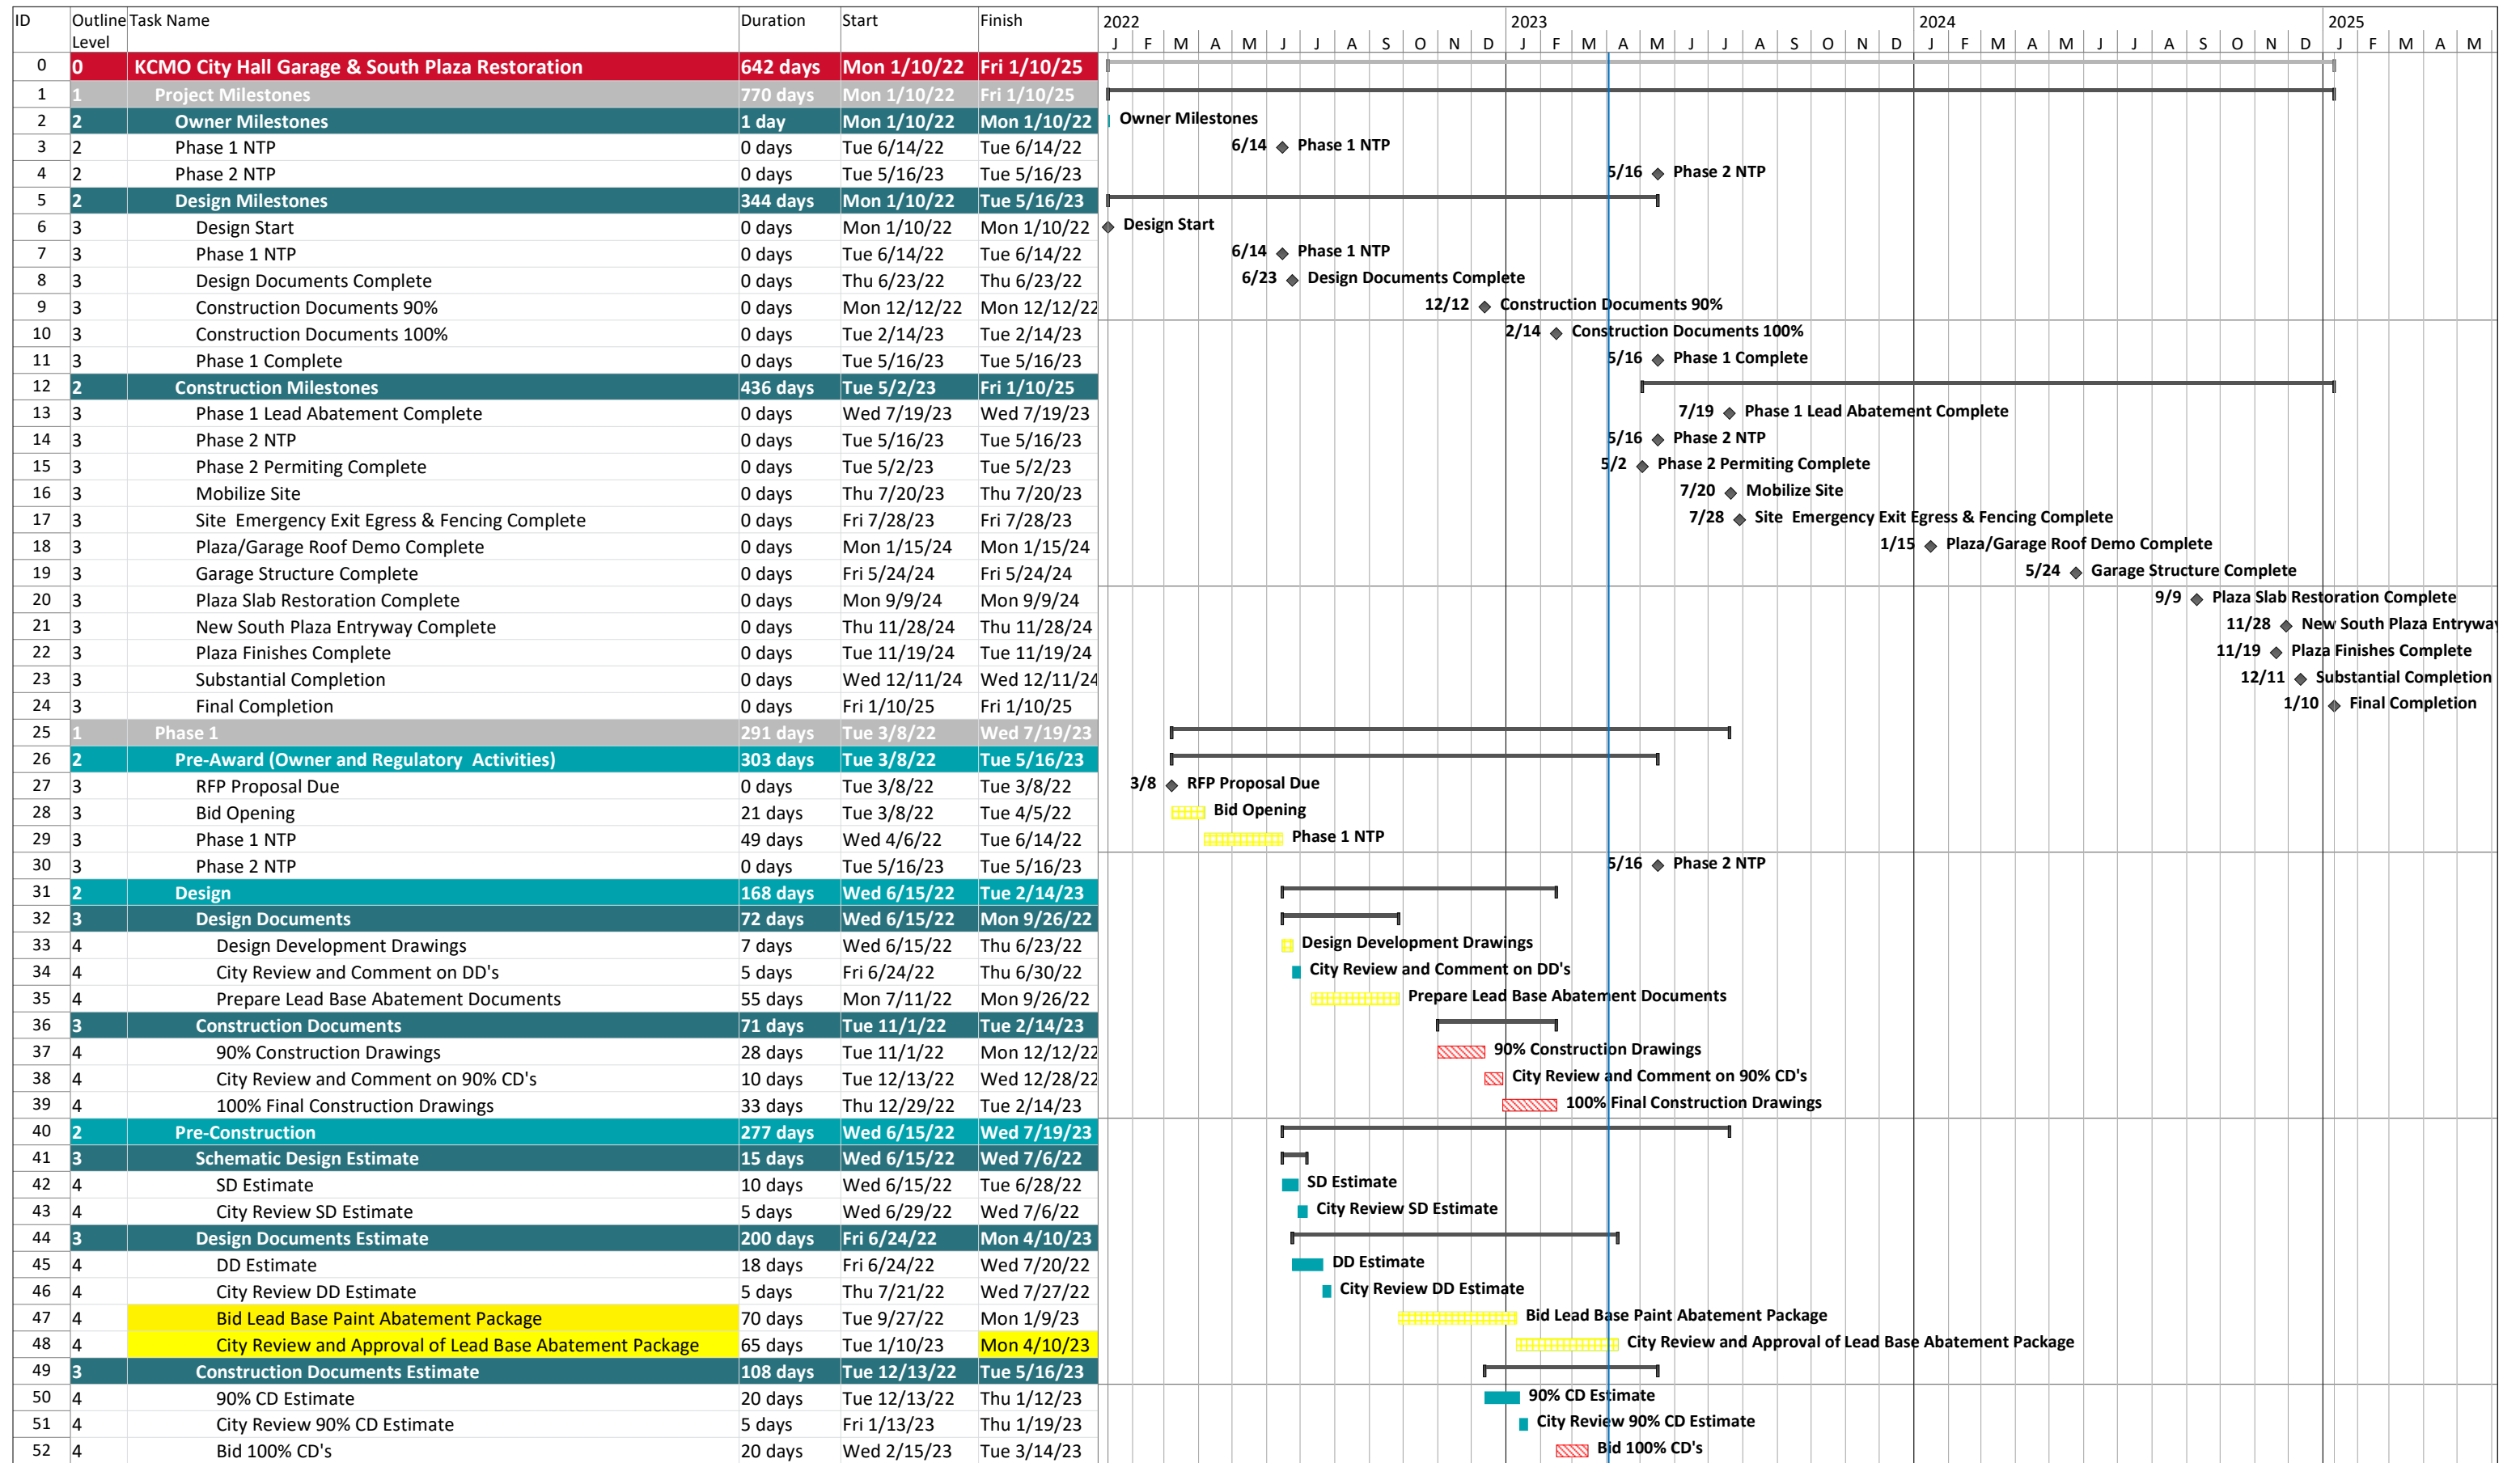 ID Outline Level Task Name Duration Start Finish 2022 2023 2024 2025
J F M A M J J A S O N D J F M A M J J A S O N D J F M A M J J A S O N D J F M A M
0 0 KCMO City Hall Garage & South Plaza Restoration 642 days Mon 1/10/22 Fri 1/10/25
1 1 Project Milestones 770 days Mon 1/10/22 Fri 1/10/25
2 2 Owner Milestones 1 day Mon 1/10/22 Mon 1/10/22 Owner Milestones
3 2 Phase 1 NTP 0 days Tue 6/14/22 Tue 6/14/22 6/14 Phase 1 NTP
4 2 Phase 2 NTP 0 days Tue 5/16/23 Tue 5/16/23 5/16 Phase 2 NTP
5 2 Design Milestones 344 days Mon 1/10/22 Tue 5/16/23
6 3 Design Start 0 days Mon 1/10/22 Mon 1/10/22 Design Start
7 3 Phase 1 NTP 0 days Tue 6/14/22 Tue 6/14/22 6/14 Phase 1 NTP
8 3 Design Documents Complete 0 days Thu 6/23/22 Thu 6/23/22 6/23 Design Documents Complete
9 3 Construction Documents 90% 0 days Mon 12/12/22 Mon 12/12/22 12/12 Construction Documents 90%
10 3 Construction Documents 100% 0 days Tue 2/14/23 Tue 2/14/23 2/14 Construction Documents 100%
11 3 Phase 1 Complete 0 days Tue 5/16/23 Tue 5/16/23 5/16 Phase 1 Complete
12 2 Construction Milestones 436 days Tue 5/2/23 Fri 1/10/25
13 3 Phase 1 Lead Abatement Complete 0 days Wed 7/19/23 Wed 7/19/23 7/19 Phase 1 Lead Abatement Complete
14 3 Phase 2 NTP 0 days Tue 5/16/23 Tue 5/16/23 5/16 Phase 2 NTP
15 3 Phase 2 Permiting Complete 0 days Tue 5/2/23 Tue 5/2/23 5/2 Phase 2 Permiting Complete
16 3 Mobilize Site 0 days Thu 7/20/23 Thu 7/20/23 7/20 Mobilize Site
17 3 Site Emergency Exit Egress & Fencing Complete 0 days Fri 7/28/23 Fri 7/28/23 7/28 Site Emergency Exit Egress & Fencing Complete
18 3 Plaza/Garage Roof Demo Complete 0 days Mon 1/15/24 Mon 1/15/24 1/15 Plaza/Garage Roof Demo Complete
19 3 Garage Structure Complete 0 days Fri 5/24/24 Fri 5/24/24 5/24 Garage Structure Complete
20 3 Plaza Slab Restoration Complete 0 days Mon 9/9/24 Mon 9/9/24 9/9 Plaza Slab Restoration Complete
21 3 New South Plaza Entryway Complete 0 days Thu 11/28/24 Thu 11/28/24 11/28 New South Plaza Entryway
22 3 Plaza Finishes Complete 0 days Tue 11/19/24 Tue 11/19/24 11/19 Plaza Finishes Complete
23 3 Substantial Completion 0 days Wed 12/11/24 Wed 12/11/24 12/11 Substantial Completion
24 3 Final Completion 0 days Fri 1/10/25 Fri 1/10/25 1/10 Final Completion
25 1 Phase 1 291 days Tue 3/8/22 Wed 7/19/23
26 2 Pre-Award (Owner and Regulatory Activities) 303 days Tue 3/8/22 Tue 5/16/23
27 3 RFP Proposal Due 0 days Tue 3/8/22 Tue 3/8/22 3/8 RFP Proposal Due
28 3 Bid Opening 21 days Tue 3/8/22 Tue 4/5/22 Bid Opening
29 3 Phase 1 NTP 49 days Wed 4/6/22 Tue 6/14/22 Phase 1 NTP
30 3 Phase 2 NTP 0 days Tue 5/16/23 Tue 5/16/23 5/16 Phase 2 NTP
31 2 Design 168 days Wed 6/15/22 Tue 2/14/23
32 3 Design Documents 72 days Wed 6/15/22 Mon 9/26/22
33 4 Design Development Drawings 7 days Wed 6/15/22 Thu 6/23/22 Design Development Drawings
34 4 City Review and Comment on DD's 5 days Fri 6/24/22 Thu 6/30/22 City Review and Comment on DD's
35 4 Prepare Lead Base Abatement Documents 55 days Mon 7/11/22 Mon 9/26/22 Prepare Lead Base Abatement Documents
36 3 Construction Documents 71 days Tue 11/1/22 Tue 2/14/23
37 4 90% Construction Drawings 28 days Tue 11/1/22 Mon 12/12/22 90% Construction Drawings
38 4 City Review and Comment on 90% CD's 10 days Tue 12/13/22 Wed 12/28/22 City Review and Comment on 90% CD's
39 4 100% Final Construction Drawings 33 days Thu 12/29/22 Tue 2/14/23 100% Final Construction Drawings
40 2 Pre-Construction 277 days Wed 6/15/22 Wed 7/19/23
41 3 Schematic Design Estimate 15 days Wed 6/15/22 Wed 7/6/22
42 4 SD Estimate 10 days Wed 6/15/22 Tue 6/28/22 SD Estimate
43 4 City Review SD Estimate 5 days Wed 6/29/22 Wed 7/6/22 City Review SD Estimate
44 3 Design Documents Estimate 200 days Fri 6/24/22 Mon 4/10/23
45 4 DD Estimate 18 days Fri 6/24/22 Wed 7/20/22 DD Estimate
46 4 City Review DD Estimate 5 days Thu 7/21/22 Wed 7/27/22 City Review DD Estimate
47 4 Bid Lead Base Paint Abatement Package 70 days Tue 9/27/22 Mon 1/9/23 Bid Lead Base Paint Abatement Package
48 4 City Review and Approval of Lead Base Abatement Package 65 days Tue 1/10/23 Mon 4/10/23 City Review and Approval of Lead Base Abatement Package
49 3 Construction Documents Estimate 108 days Tue 12/13/22 Tue 5/16/23
50 4 90% CD Estimate 20 days Tue 12/13/22 Thu 1/12/23 90% CD Estimate
51 4 City Review 90% CD Estimate 5 days Fri 1/13/23 Thu 1/19/23 City Review 90% CD Estimate
52 4 Bid 100% CD's 20 days Wed 2/15/23 Tue 3/14/23 Bid 100% CD's